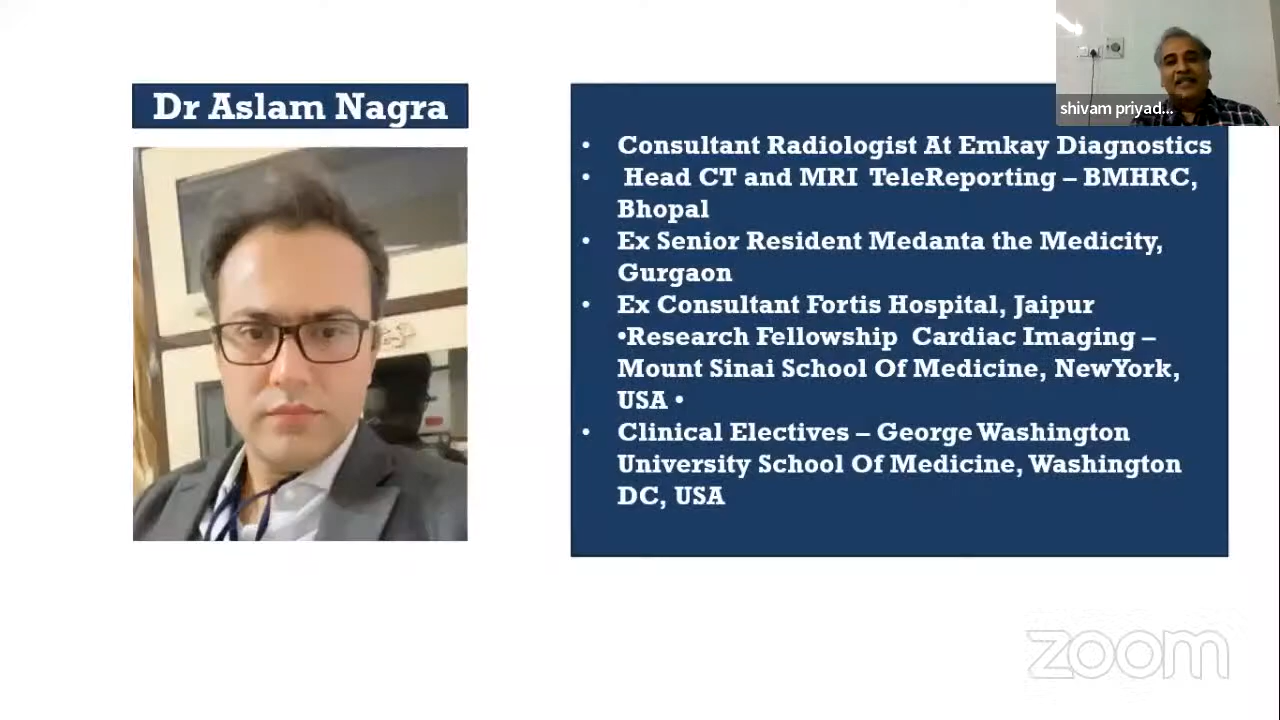 shivam priyad...
Dr Aslam Nagra
• Consultant Radiologist At Emkay Diagnostics
• Head CT and MRI TeleReporting – BMHRC,
Bhopal
• Ex Senior Resident Medanta the Medicity,
Gurgaon
• Ex Consultant Fortis Hospital, Jaipur
•Research Fellowship Cardiac Imaging –
Mount Sinai School Of Medicine, NewYork,
USA •
• Clinical Electives – George Washington
University School Of Medicine, Washington
DC, USA
zoom